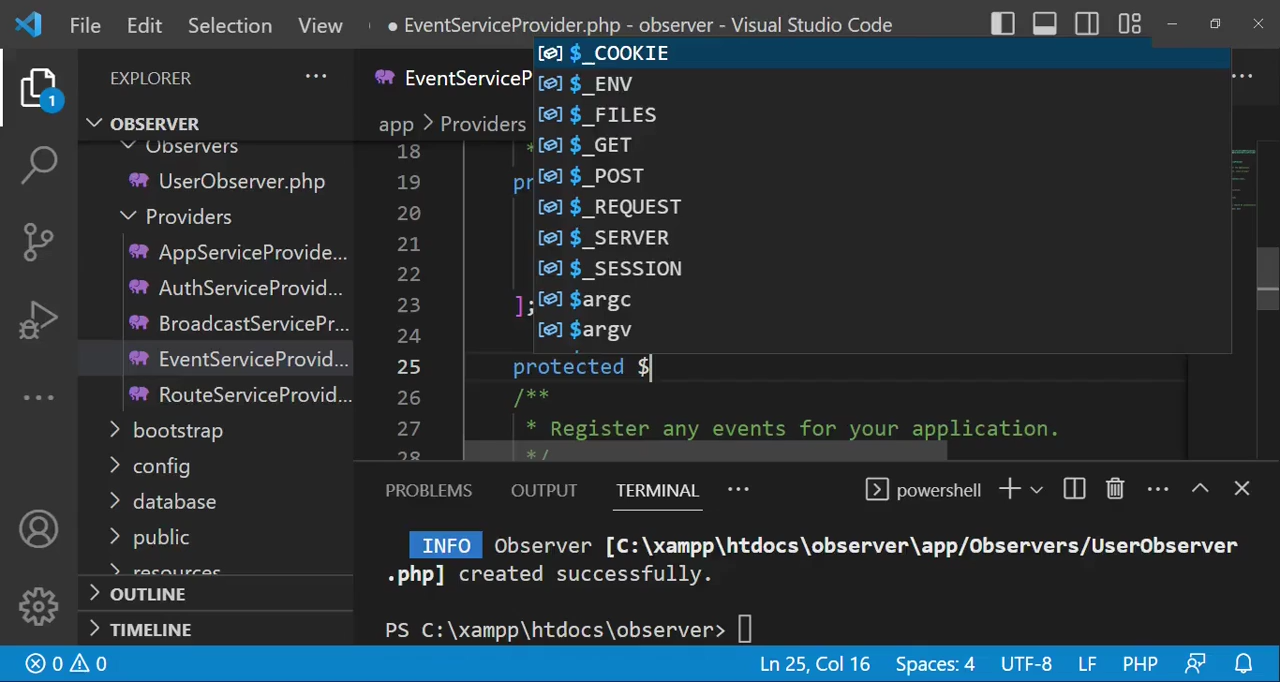 File Edit Selection View ● EventServiceProvider.php - observer - Visual Studio Code
EXPLORER ···
1
OBSERVER
Observers
UserObserver.php
Providers
AppServiceProvide...
AuthServiceProvid...
BroadcastServicePr...
EventServiceProvid...
RouteServiceProvid...
bootstrap
config
database
public
resources
OUTLINE
TIMELINE
EventServiceP
app > Providers
$_COOKIE
$_ENV
$_FILES
$_GET
$_POST
$_REQUEST
$_SERVER
$_SESSION
$argc
$argv
18 *
19 pr
20
21
22
23 ];
24
25 protected $
26 /**
27 * Register any events for your application.
28 */
PROBLEMS OUTPUT TERMINAL ··· powershell
INFO Observer [C:\xampp\htdocs\observer\app/Observers/UserObserver
.php] created successfully.
PS C:\xampp\htdocs\observer>
0 0 Ln 25, Col 16 Spaces: 4 UTF-8 LF PHP